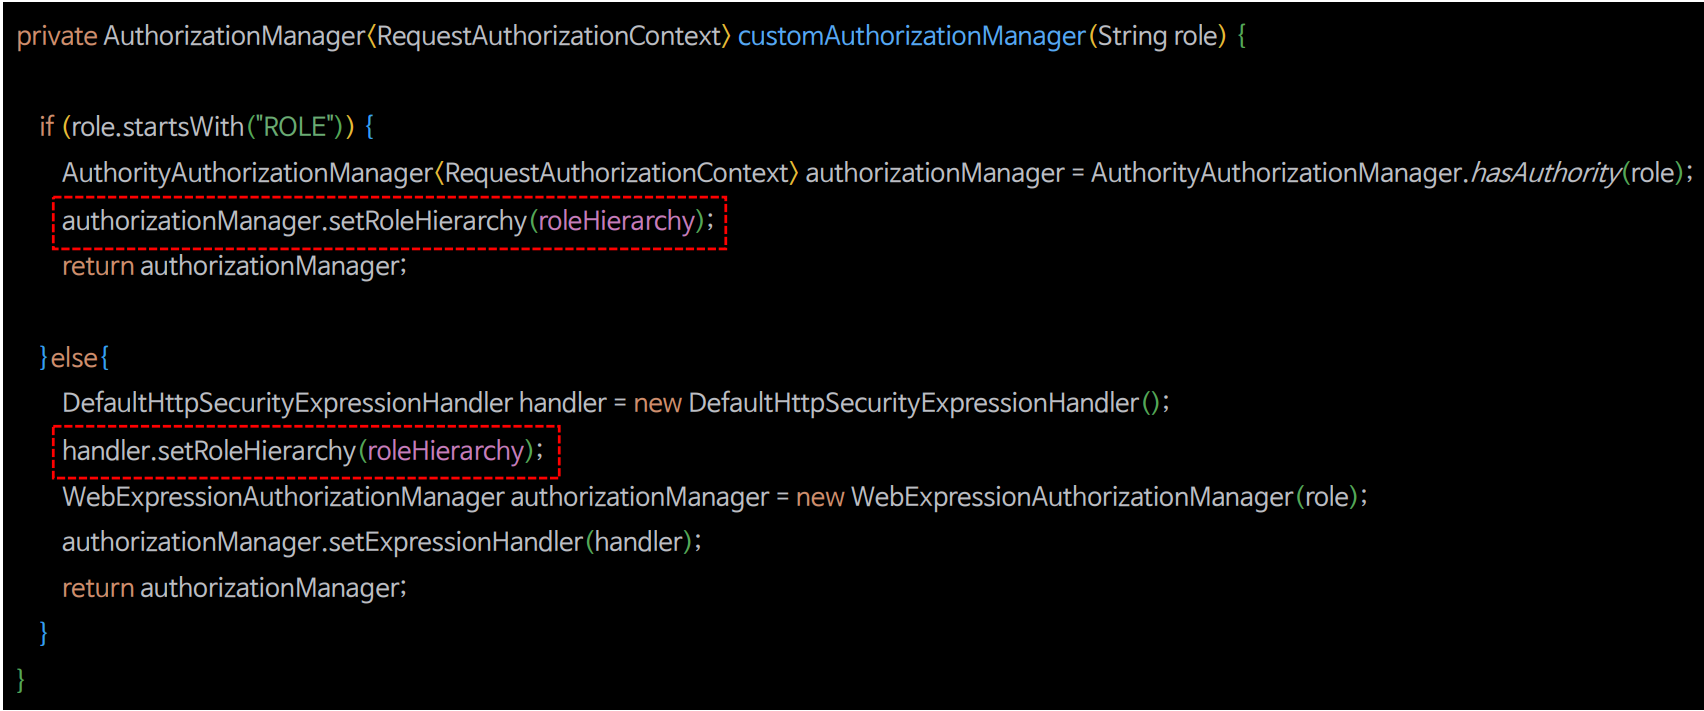 private AuthorizationManager<RequestAuthorizationContext> customAuthorizationManager(String role) {
if (role.startsWith("ROLE")) {
AuthorityAuthorizationManager<RequestAuthorizationContext> authorizationManager = AuthorityAuthorizationManager.hasAuthority(role);
authorizationManager.setRoleHierarchy(roleHierarchy);
return authorizationManager;
}else{
DefaultHttpSecurityExpressionHandler handler = new DefaultHttpSecurityExpressionHandler();
handler.setRoleHierarchy(roleHierarchy);
WebExpressionAuthorizationManager authorizationManager = new WebExpressionAuthorizationManager(role);
authorizationManager.setExpressionHandler(handler);
return authorizationManager;
}
}